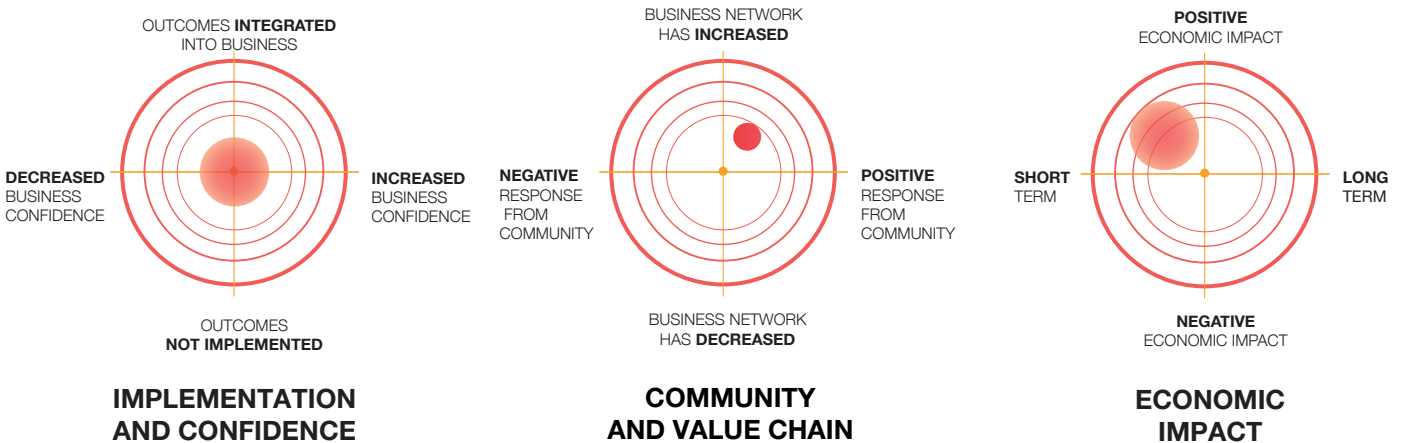 OUTCOMES INTEGRATED
INTO BUSINESS
DECREASED
BUSINESS
CONFIDENCE
INCREASED
BUSINESS
CONFIDENCE
OUTCOMES
NOT IMPLEMENTED
IMPLEMENTATION
AND CONFIDENCE
BUSINESS NETWORK
HAS INCREASED
NEGATIVE
RESPONSE
FROM
COMMUNITY
POSITIVE
RESPONSE
FROM
COMMUNITY
BUSINESS NETWORK
HAS DECREASED
COMMUNITY
AND VALUE CHAIN
POSITIVE
ECONOMIC IMPACT
SHORT
TERM
LONG
TERM
NEGATIVE
ECONOMIC IMPACT
ECONOMIC
IMPACT